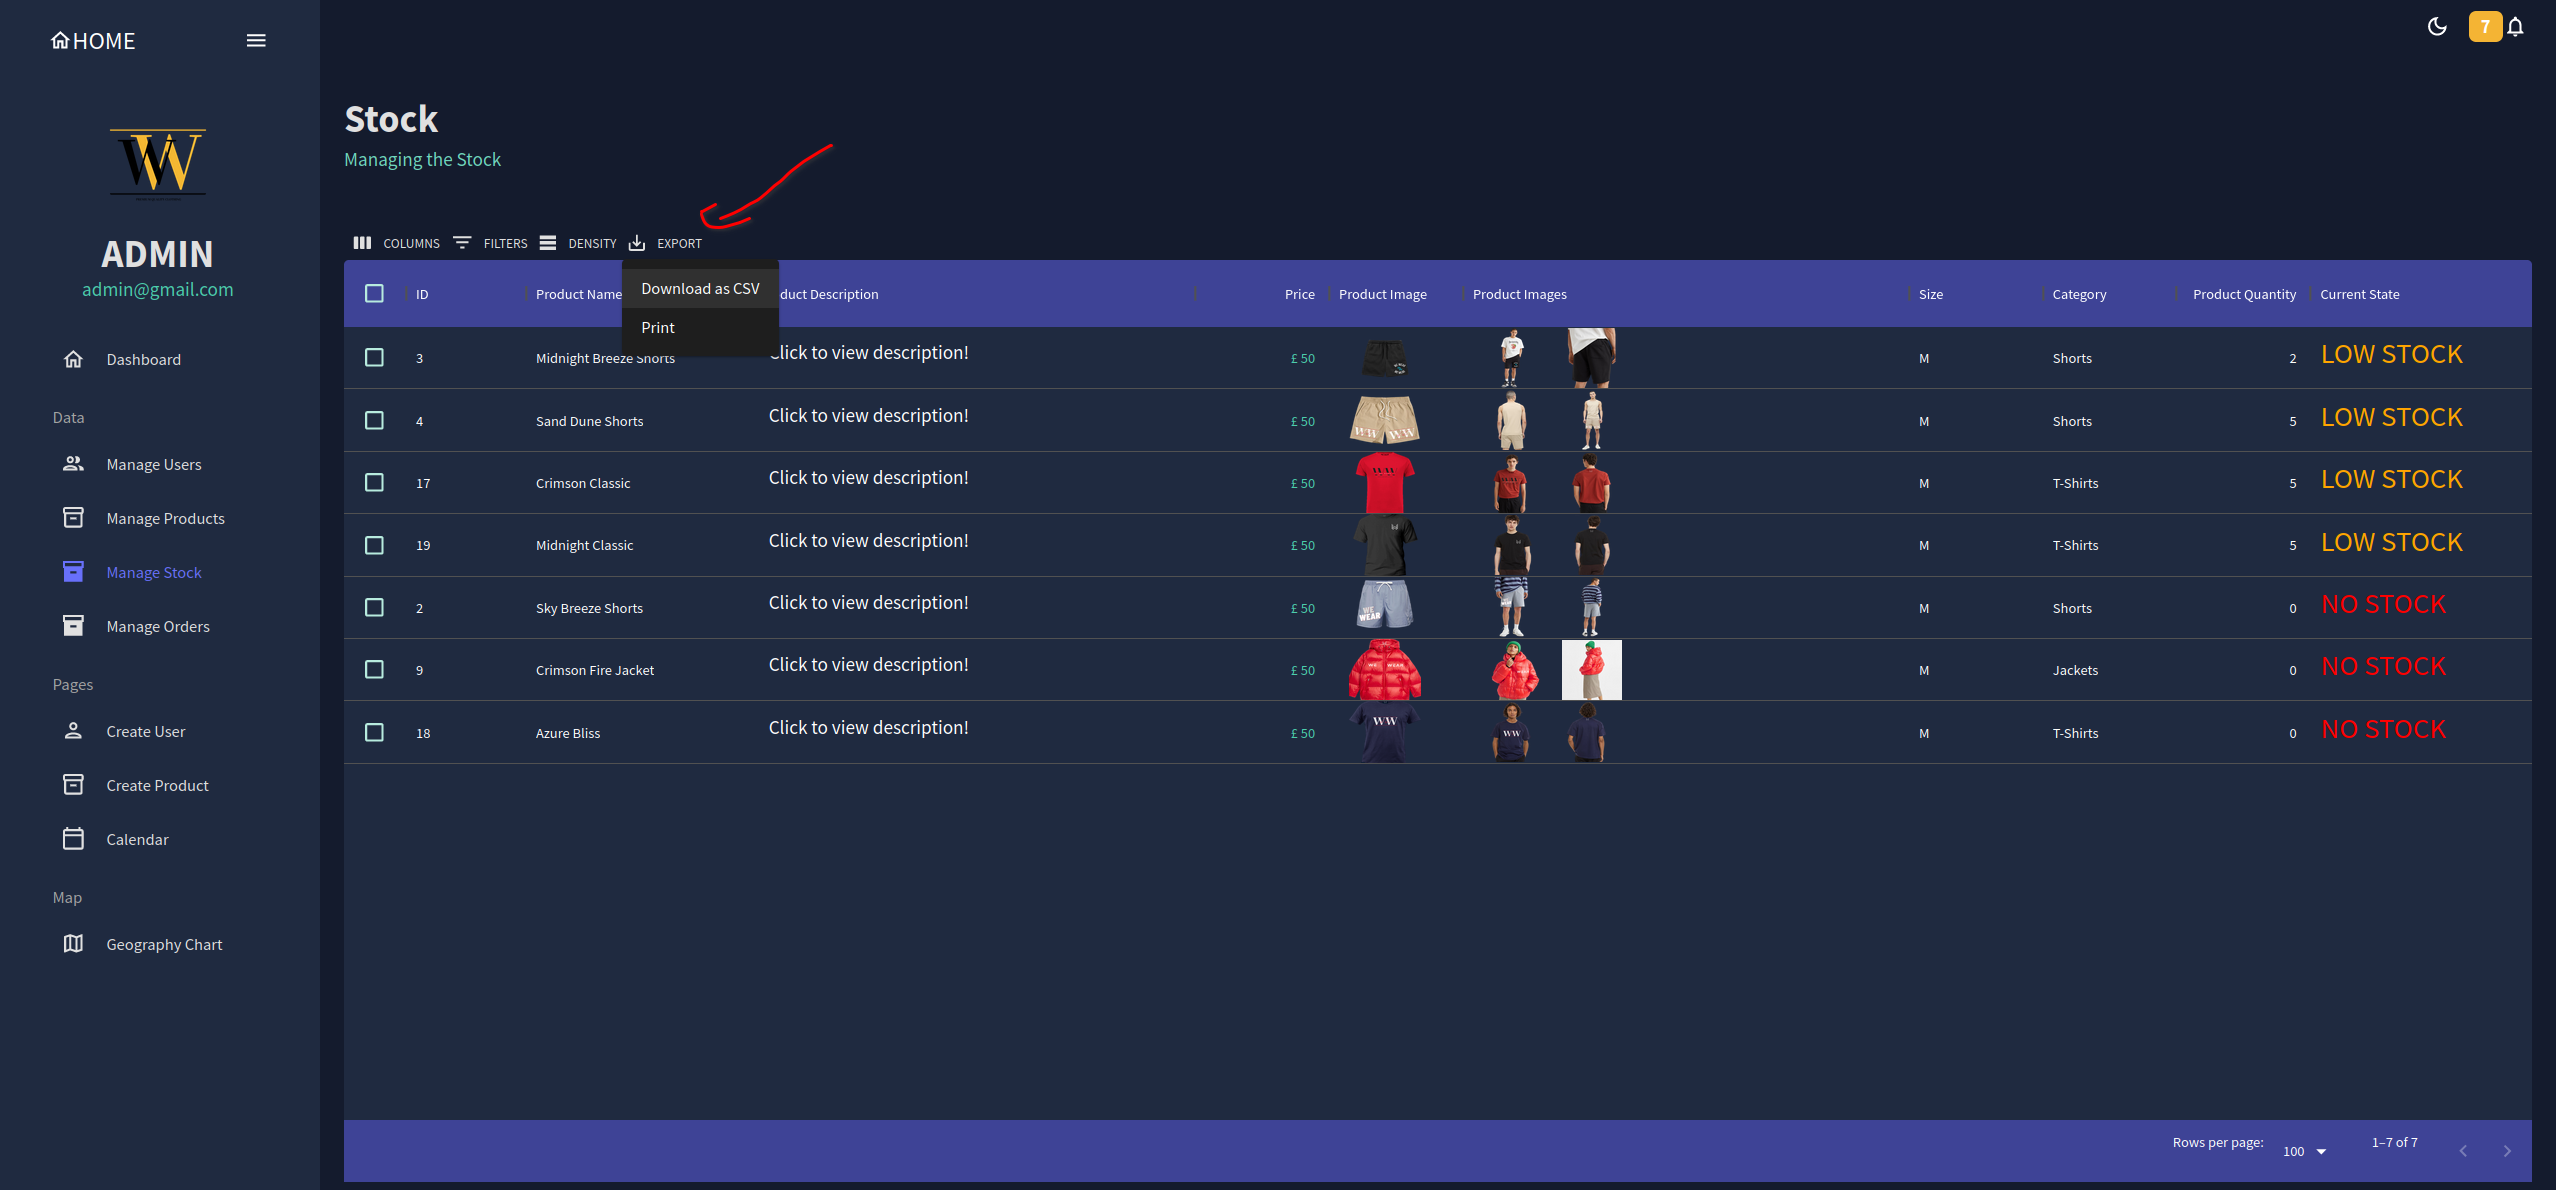 HOME
7
Stock
Managing the Stock
ADMIN
admin@gmail.com
COLUMNS FILTERS DENSITY EXPORT
Download as CSV
Print
ID Product Name duct Description Price Product Image Product Images Size Category Product Quantity Current State
3 Midnight Breeze Shorts Click to view description! £ 50 M Shorts 2 LOW STOCK
4 Sand Dune Shorts Click to view description! £ 50 M Shorts 5 LOW STOCK
17 Crimson Classic Click to view description! £ 50 M T-Shirts 5 LOW STOCK
19 Midnight Classic Click to view description! £ 50 M T-Shirts 5 LOW STOCK
2 Sky Breeze Shorts Click to view description! £ 50 M Shorts 0 NO STOCK
9 Crimson Fire Jacket Click to view description! £ 50 M Jackets 0 NO STOCK
18 Azure Bliss Click to view description! £ 50 M T-Shirts 0 NO STOCK
Dashboard
Data
Manage Users
Manage Products
Manage Stock
Manage Orders
Pages
Create User
Create Product
Calendar
Map
Geography Chart
Rows per page: 100 1–7 of 7